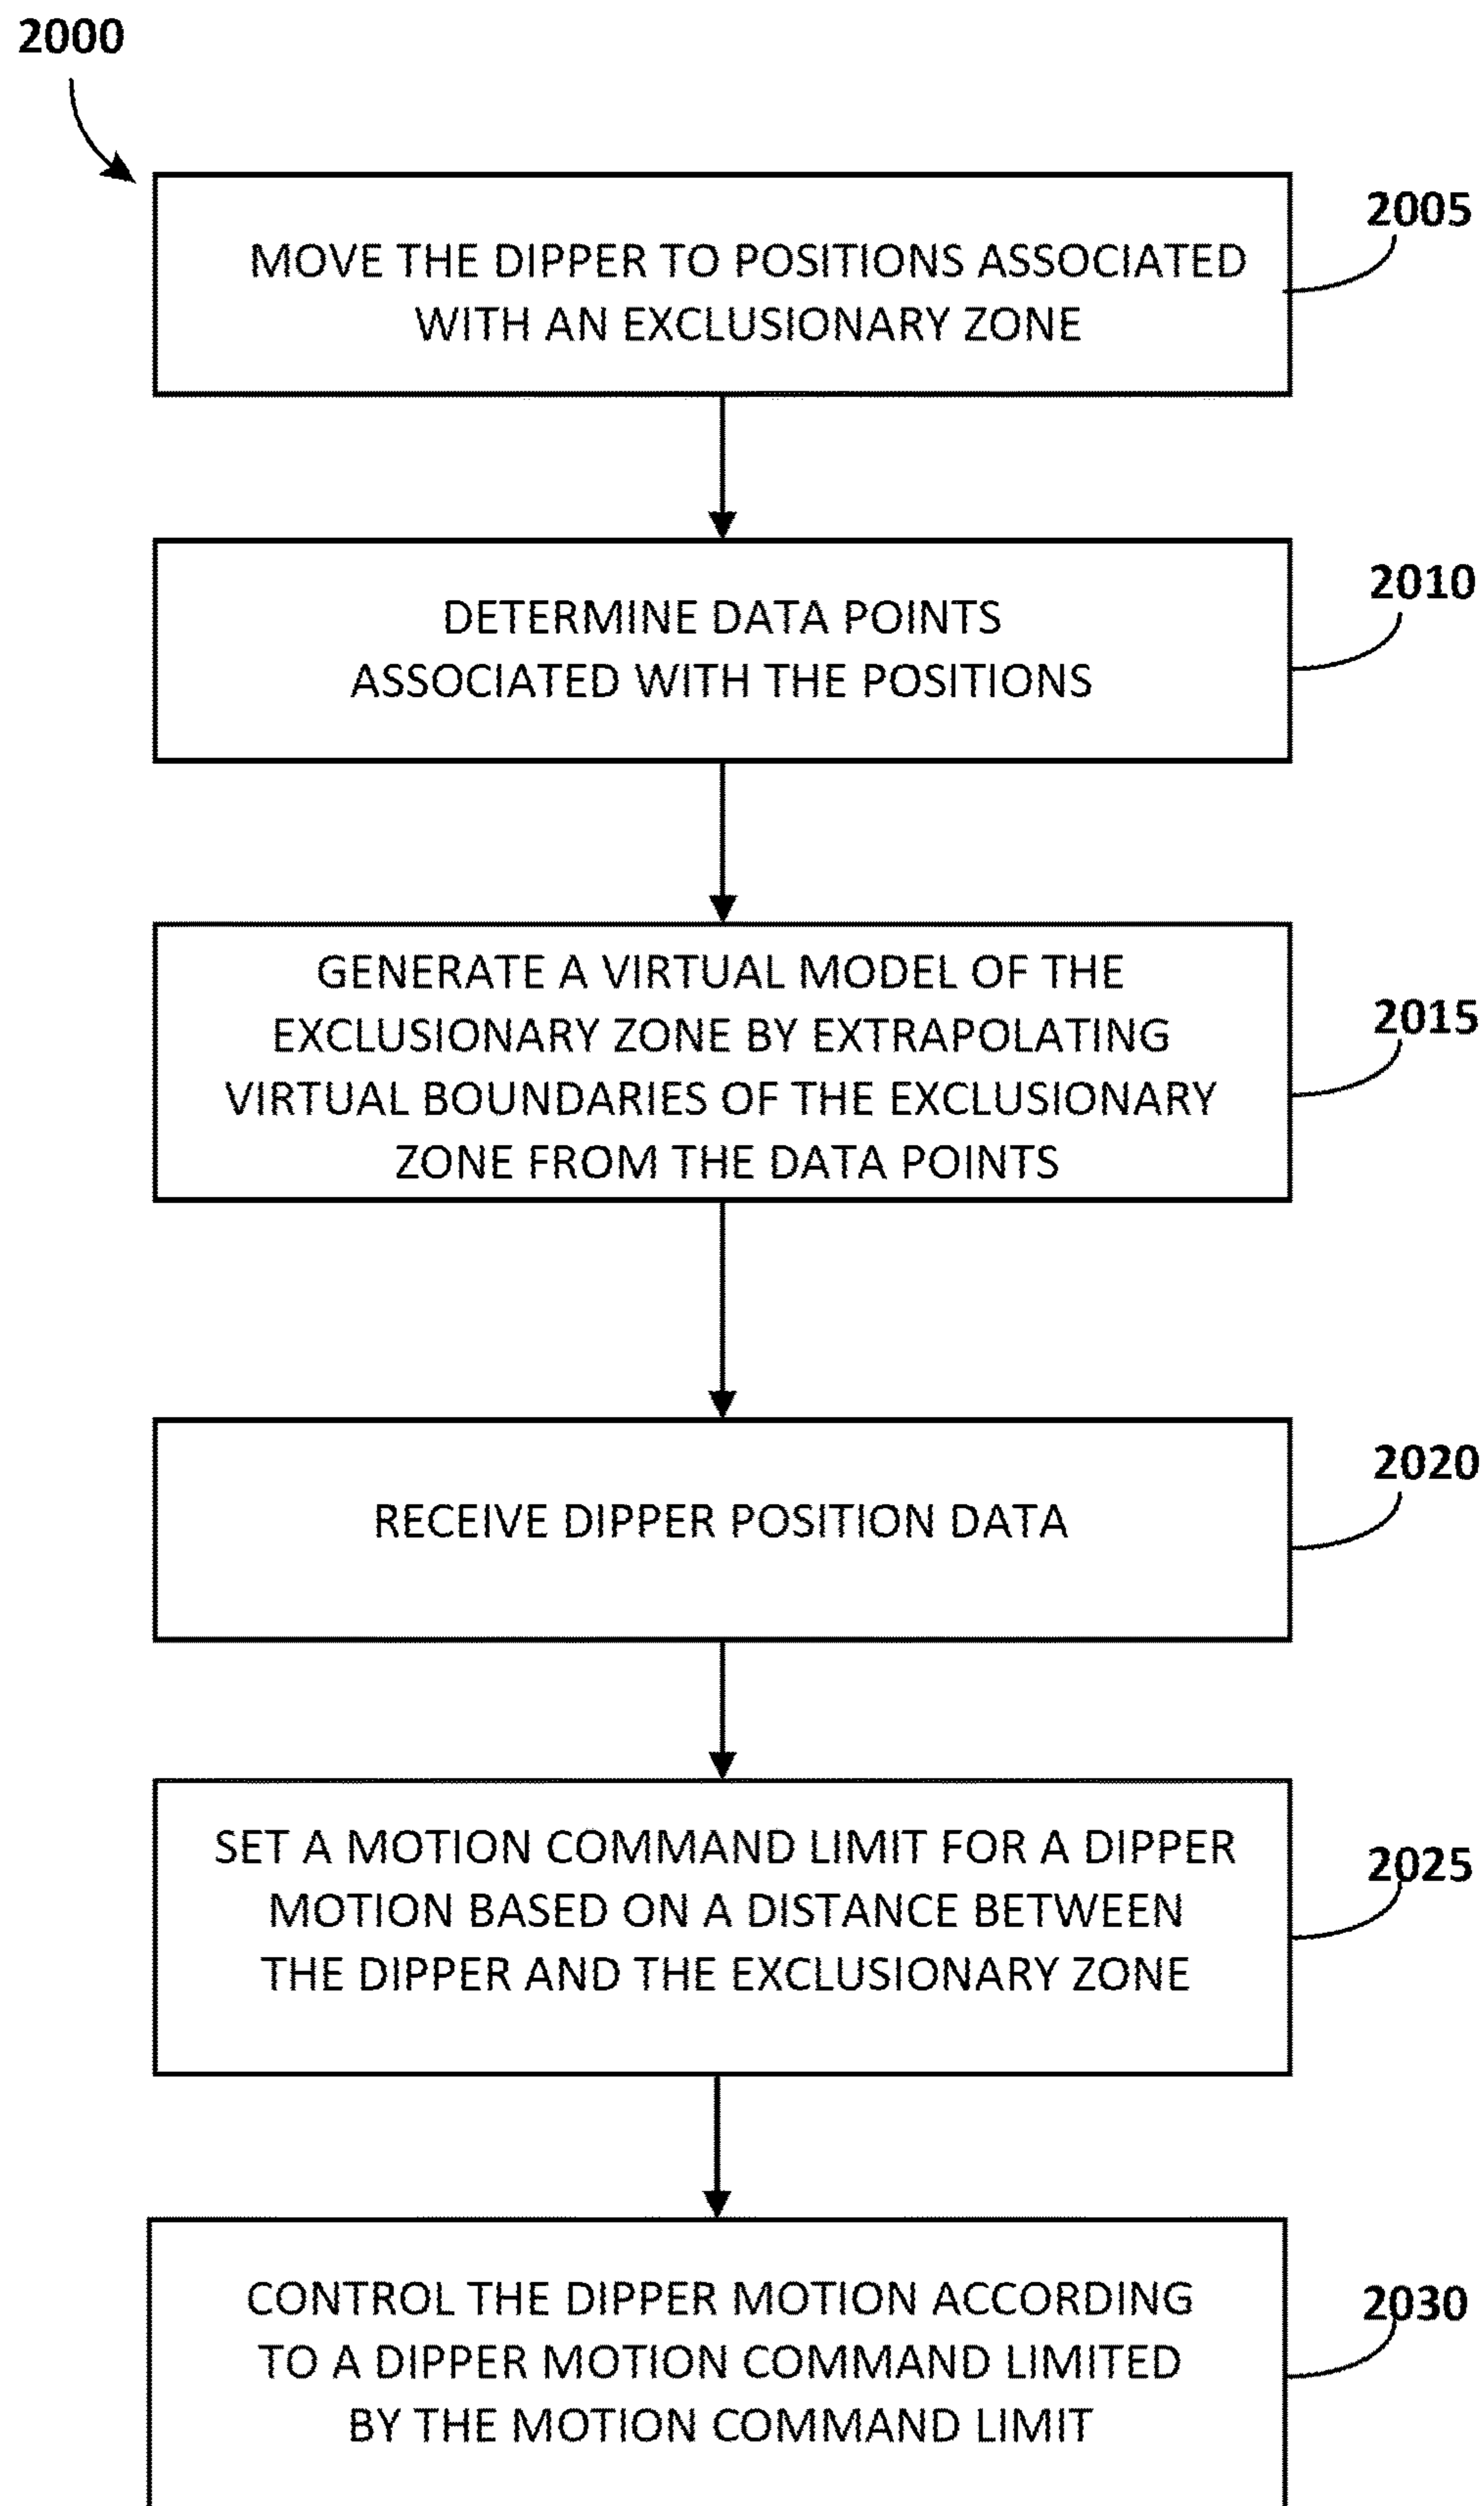 2000
2005
MOVE THE DIPPER TO POSITIONS ASSOCIATED
WITH AN EXCLUSIONARY ZONE
2010
DETERMINE DATA POINTS
ASSOCIATED WITH THE POSITIONS
GENERATE A VIRTUAL MODEL OF THE
EXCLUSIONARY ZONE BY EXTRAPOLATING
VIRTUAL BOUNDARIES OF THE EXCLUSIONARY
ZONE FROM THE DATA POINTS
2015
2020
RECEIVE DIPPER POSITION DATA
SET A MOTION COMMAND LIMIT FOR A DIPPER
MOTION BASED ON A DISTANCE BETWEEN
THE DIPPER AND THE EXCLUSIONARY ZONE
2025
CONTROL THE DIPPER MOTION ACCORDING
TO A DIPPER MOTION COMMAND LIMITED
BY THE MOTION COMMAND LIMIT
2030